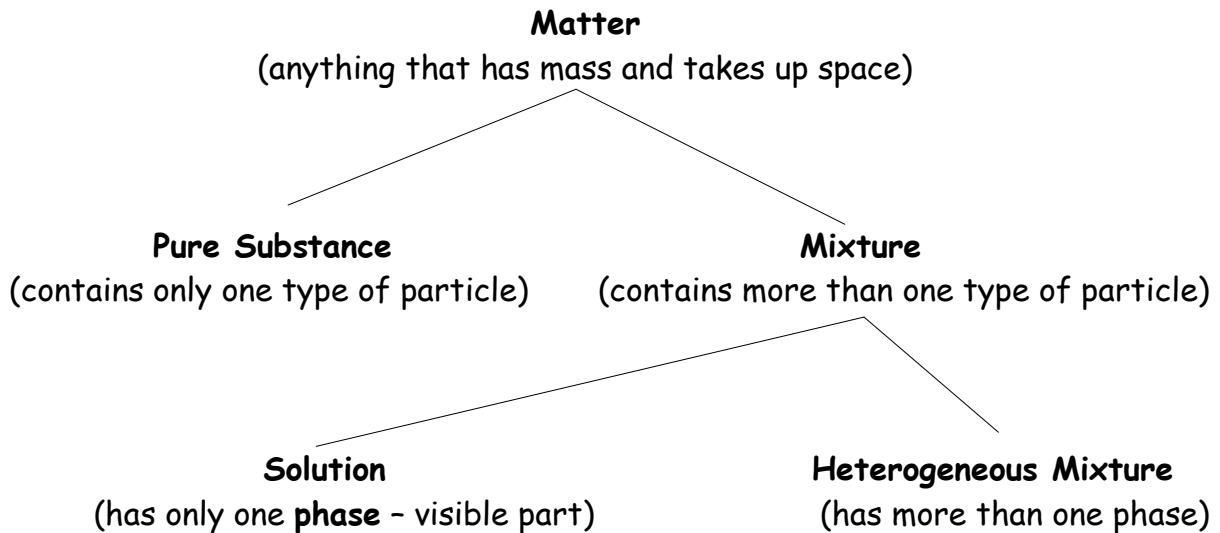 Matter
(anything that has mass and takes up space)
Pure Substance
(contains only one type of particle)
Mixture
(contains more than one type of particle)
Solution
(has only one phase – visible part)
Heterogeneous Mixture
(has more than one phase)